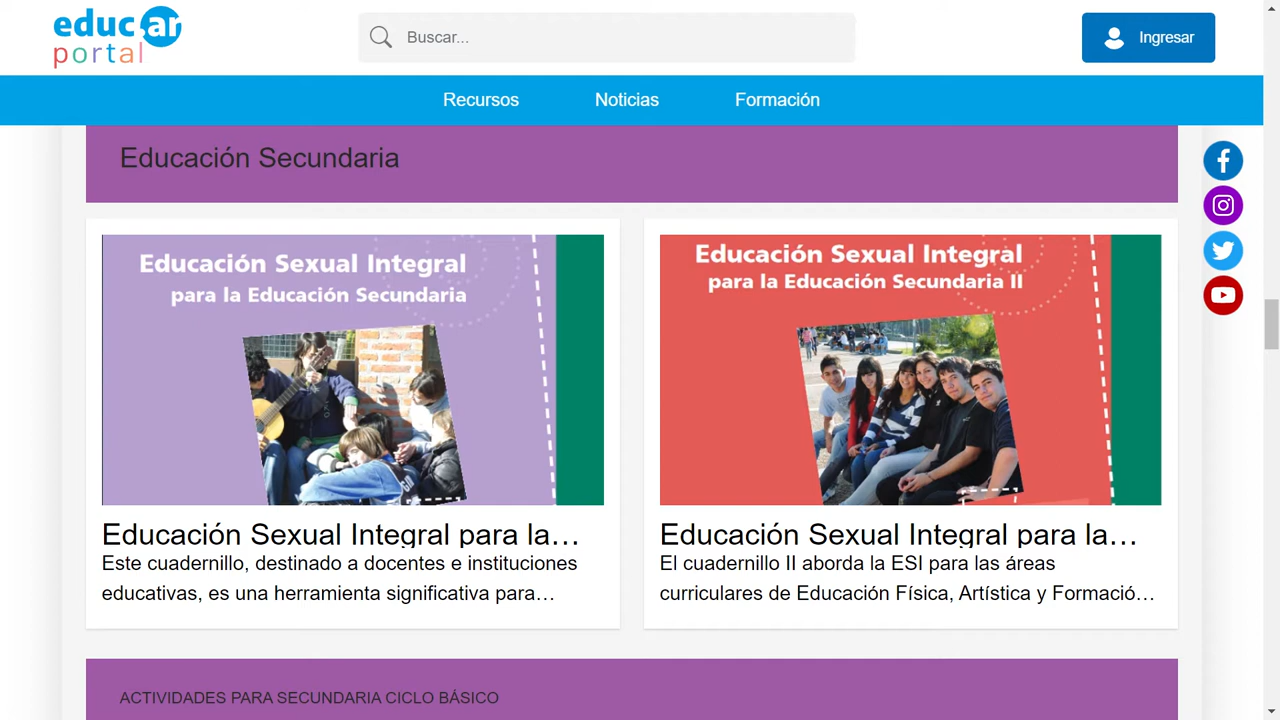 educ.ar
portal
Buscar...
Ingresar
Recursos
Noticias
Formación
Educación Secundaria
Educación Sexual Integral
para la Educación Secundaria
Educación Sexual Integral
para la Educación Secundaria II
Educación Sexual Integral para la...
Este cuadernillo, destinado a docentes e instituciones
educativas, es una herramienta significativa para...
Educación Sexual Integral para la...
El cuadernillo II aborda la ESI para las áreas
curriculares de Educación Física, Artística y Formació...
ACTIVIDADES PARA SECUNDARIA CICLO BÁSICO